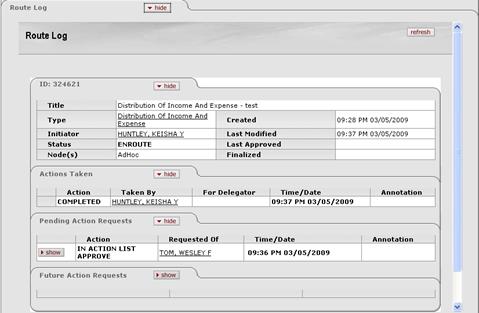 Route Log
hide
Route Log
refresh
ID: 324621
hide
Title Distribution Of Income And Expense - test
Type Distribution Of Income And Expense Created 09:28 PM 03/05/2009
Initiator HUNTLEY, KEISHA Y Last Modified 09:37 PM 03/05/2009
Status ENROUTE Last Approved
Node(s) AdHoc Finalized
Actions Taken
hide
Action Taken By For Delegator Time/Date Annotation
COMPLETED HUNTLEY, KEISHA Y 09:37 PM 03/05/2009
Pending Action Requests
hide
Action Requested Of Time/Date Annotation
show IN ACTION LIST APPROVE TOM, WESLEY F 09:36 PM 03/05/2009
Future Action Requests
show